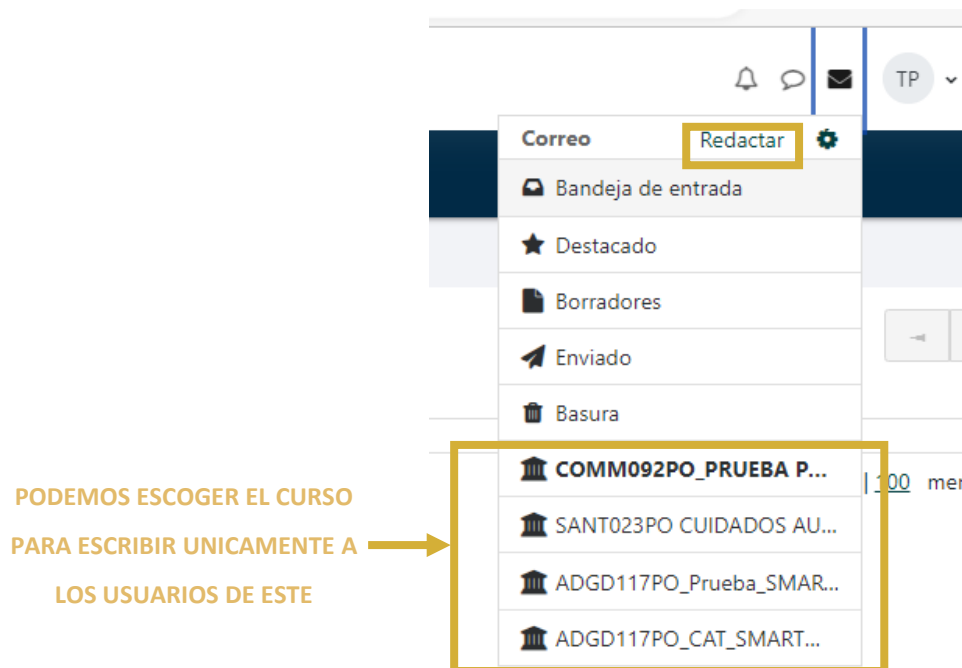 TP
Correo Redactar
Bandeja de entrada
Destacado
Borradores
Enviado
Basura
COMM092PO_PRUEBA P...
SANT023PO CUIDADOS AU...
ADGD117PO_Prueba_SMAR...
ADGD117PO_CAT_SMART...
| 100
PODEMOS ESCOGER EL CURSO
PARA ESCRIBIR UNICAMENTE A
LOS USUARIOS DE ESTE